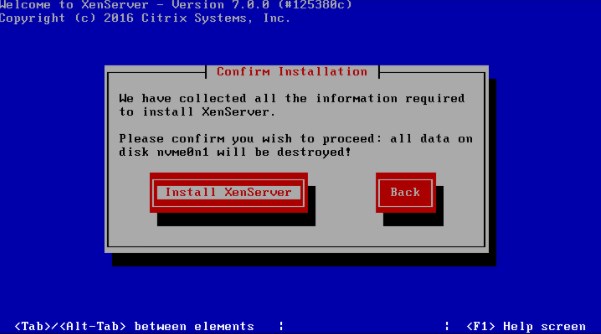 Welcome to XenServer - Version 7.0.0 (#125380c)
Copyright (c) 2016 Citrix Systems, Inc.
Confirm Installation
We have collected all the information required
to install XenServer.
Please confirm you wish to proceed: all data on
disk nvme0n1 will be destroyed!
Install XenServer Back
<Tab>/<Alt-Tab> between elements ¦ ¦ <F1> Help screen